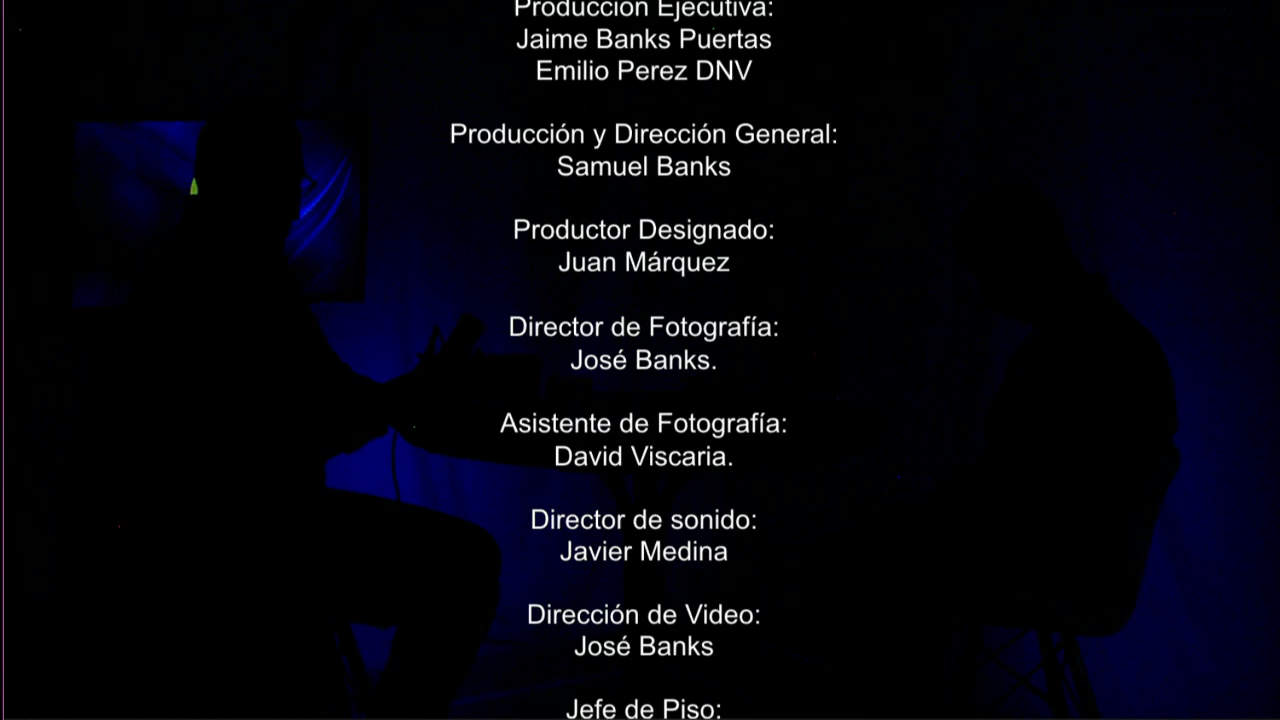 Producción Ejecutiva:
Jaime Banks Puertas
Emilio Perez DNV
Producción y Dirección General:
Samuel Banks
Productor Designado:
Juan Márquez
Director de Fotografía:
José Banks.
Asistente de Fotografía:
David Viscaria.
Director de sonido:
Javier Medina
Dirección de Video:
José Banks
Jefe de Piso: